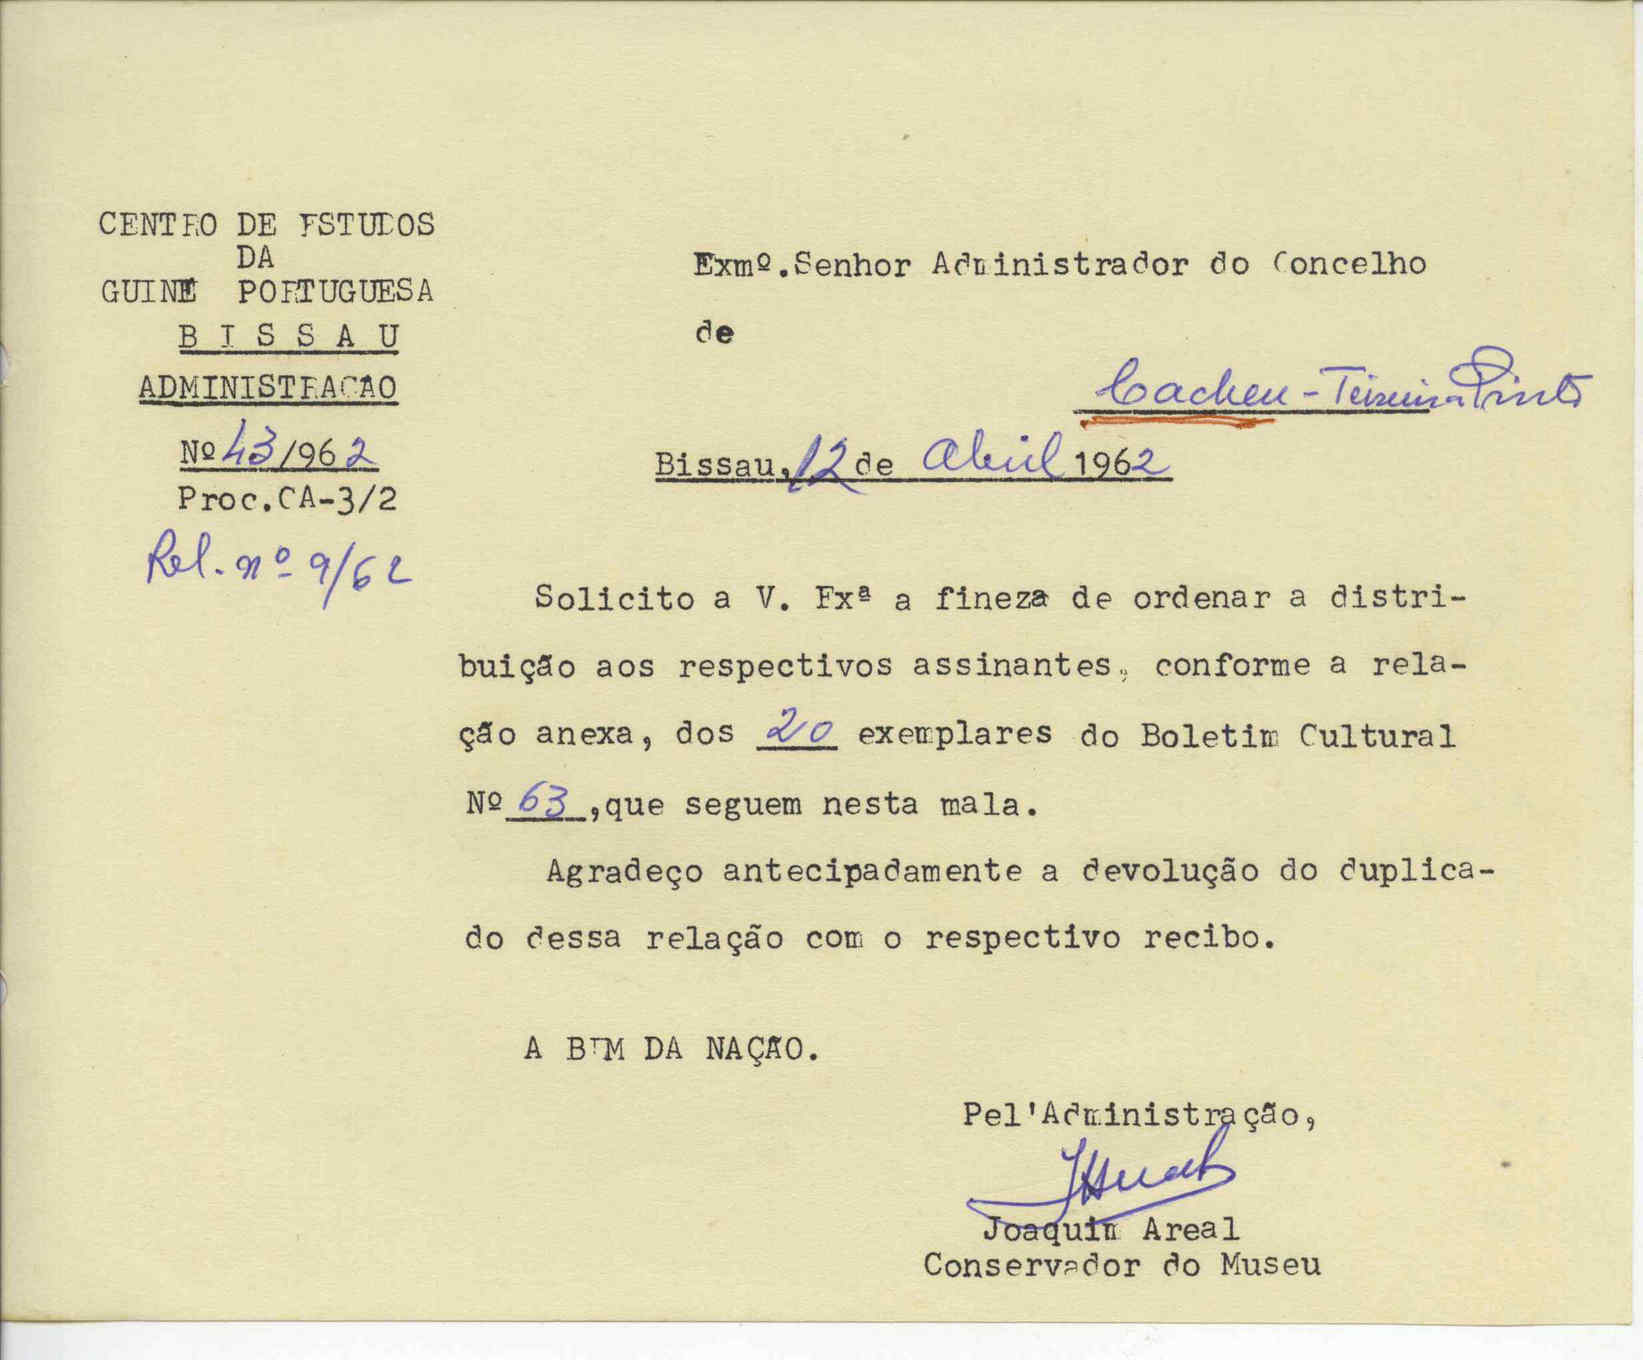 CENTRO DE ESTUDOS
DA
GUINÉ PORTUGUESA
B I S S A U
ADMINISTRAÇÃO
Nº 43/962
Proc.CA-3/2
Rel. nº 9/62
Exmº.Senhor Administrador do Concelho
de
Cacheu - Teixeira Pinto
Bissau, 12 de Abril 1962
Solicito a V. Exª a fineza de ordenar a distri-
buição aos respectivos assinantes, conforme a rela-
ção anexa, dos 20 exemplares do Boletim Cultural
Nº 63,que seguem nesta mala.
Agradeço antecipadamente a devolução do duplica-
do dessa relação com o respectivo recibo.
A BEM DA NAÇÃO.
Pel'Administração,
Joaquim Areal
Conservador do Museu